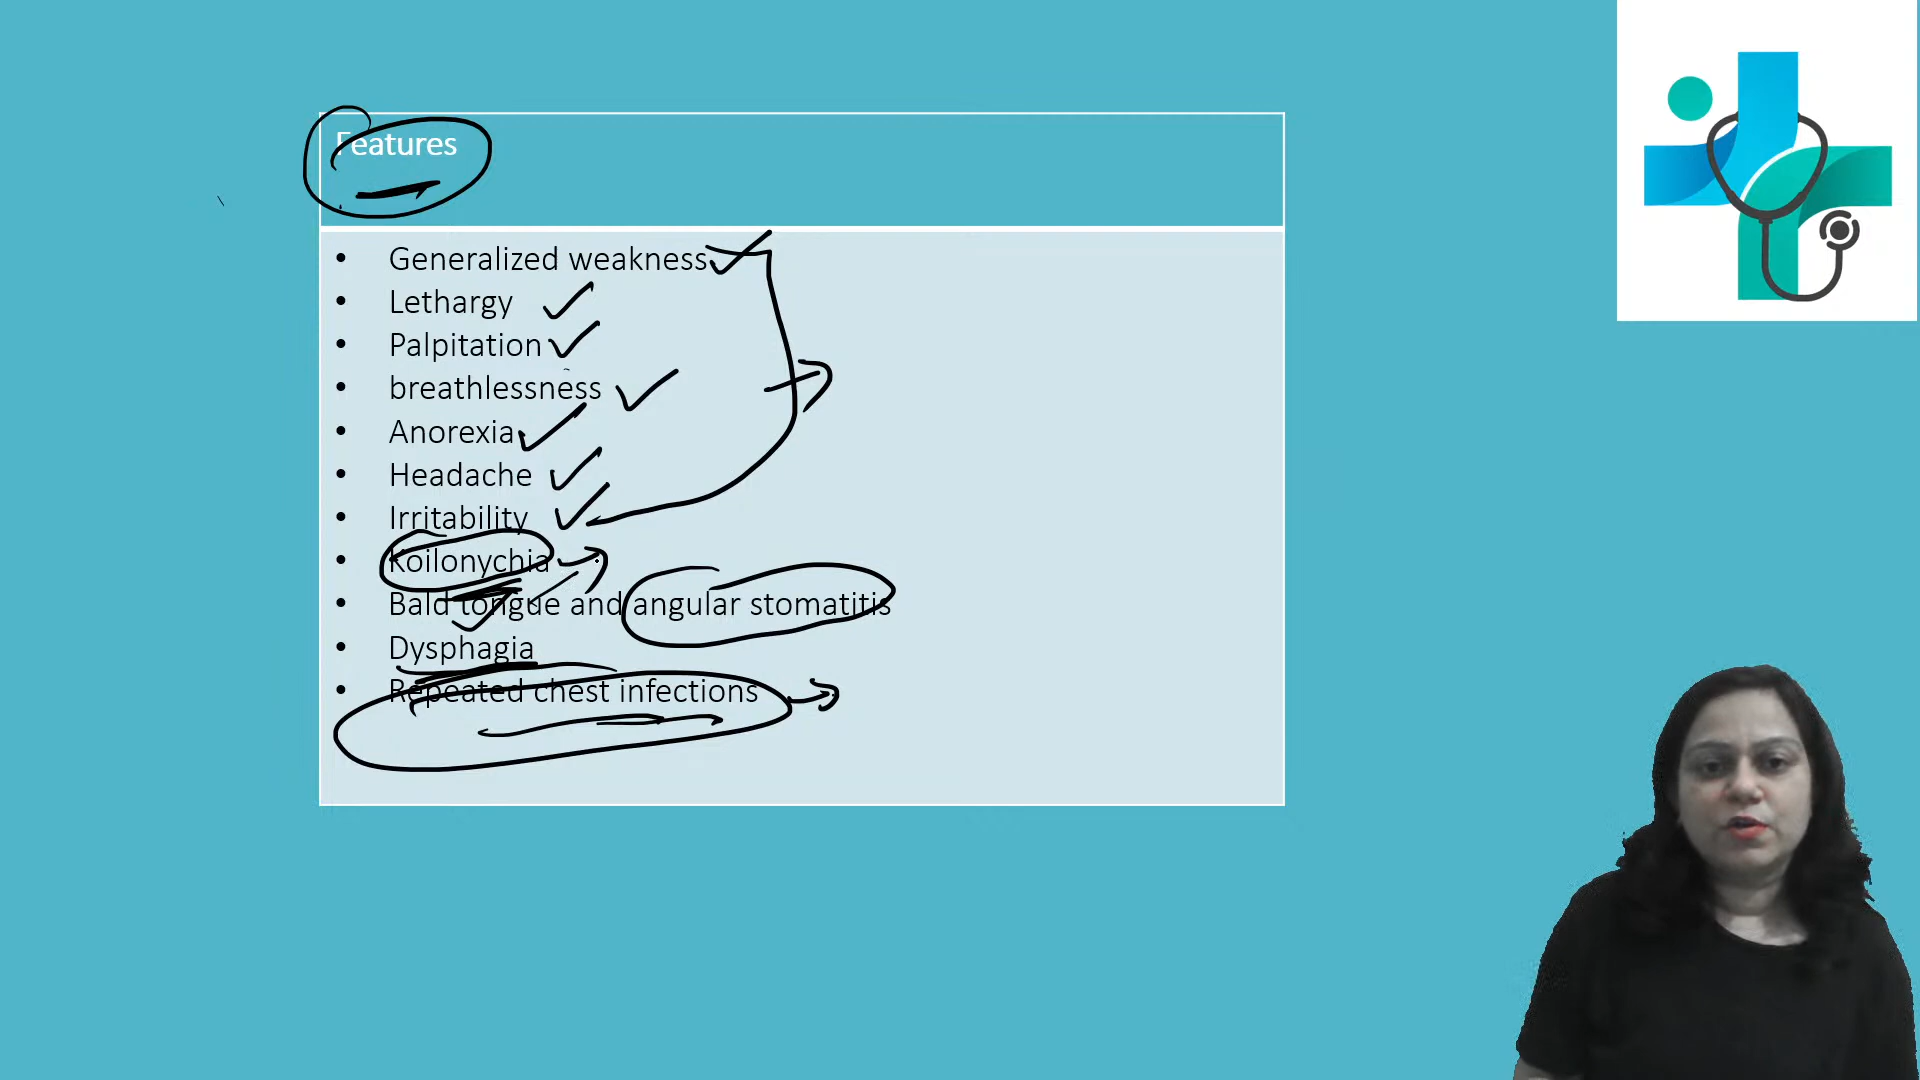 Features
• Generalized weakness
• Lethargy
• Palpitation
• breathlessness
• Anorexia
• Headache
• Irritability
• Koilonychia
• Bald tongue and angular stomatitis
• Dysphagia
• Repeated chest infections